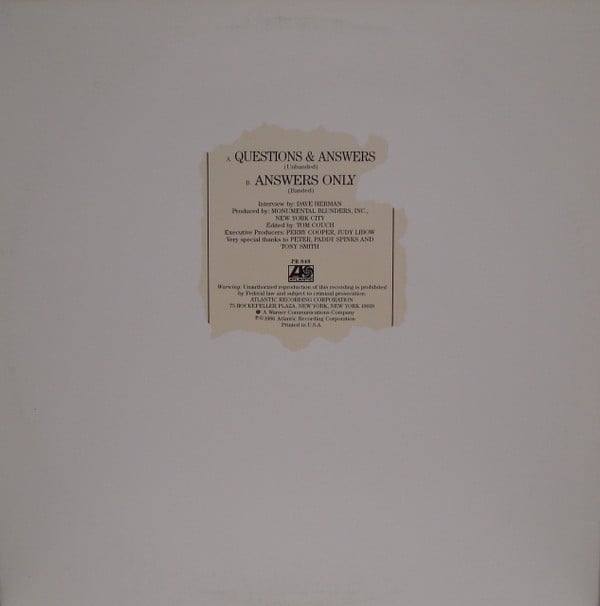 A. QUESTIONS & ANSWERS
(Unbanded)
B. ANSWERS ONLY
(Banded)
Interview by: DAVE HERMAN
Produced by: MONUMENTAL BLUNDERS, INC.,
NEW YORK CITY
Edited by: TOM COUCH
Executive Producers: PERRY COOPER, JUDY LIBOW
Very special thanks to PETER, PADDY SPINKS AND
TONY SMITH
PR 848
Warning: Unauthorized reproduction of this recording is prohibited
by Federal law and subject to criminal prosecution.
ATLANTIC RECORDING CORPORATION
75 ROCKEFELLER PLAZA, NEW YORK, NEW YORK 10019
A Warner Communications Company
℗©1986 Atlantic Recording Corporation
Printed in U.S.A.